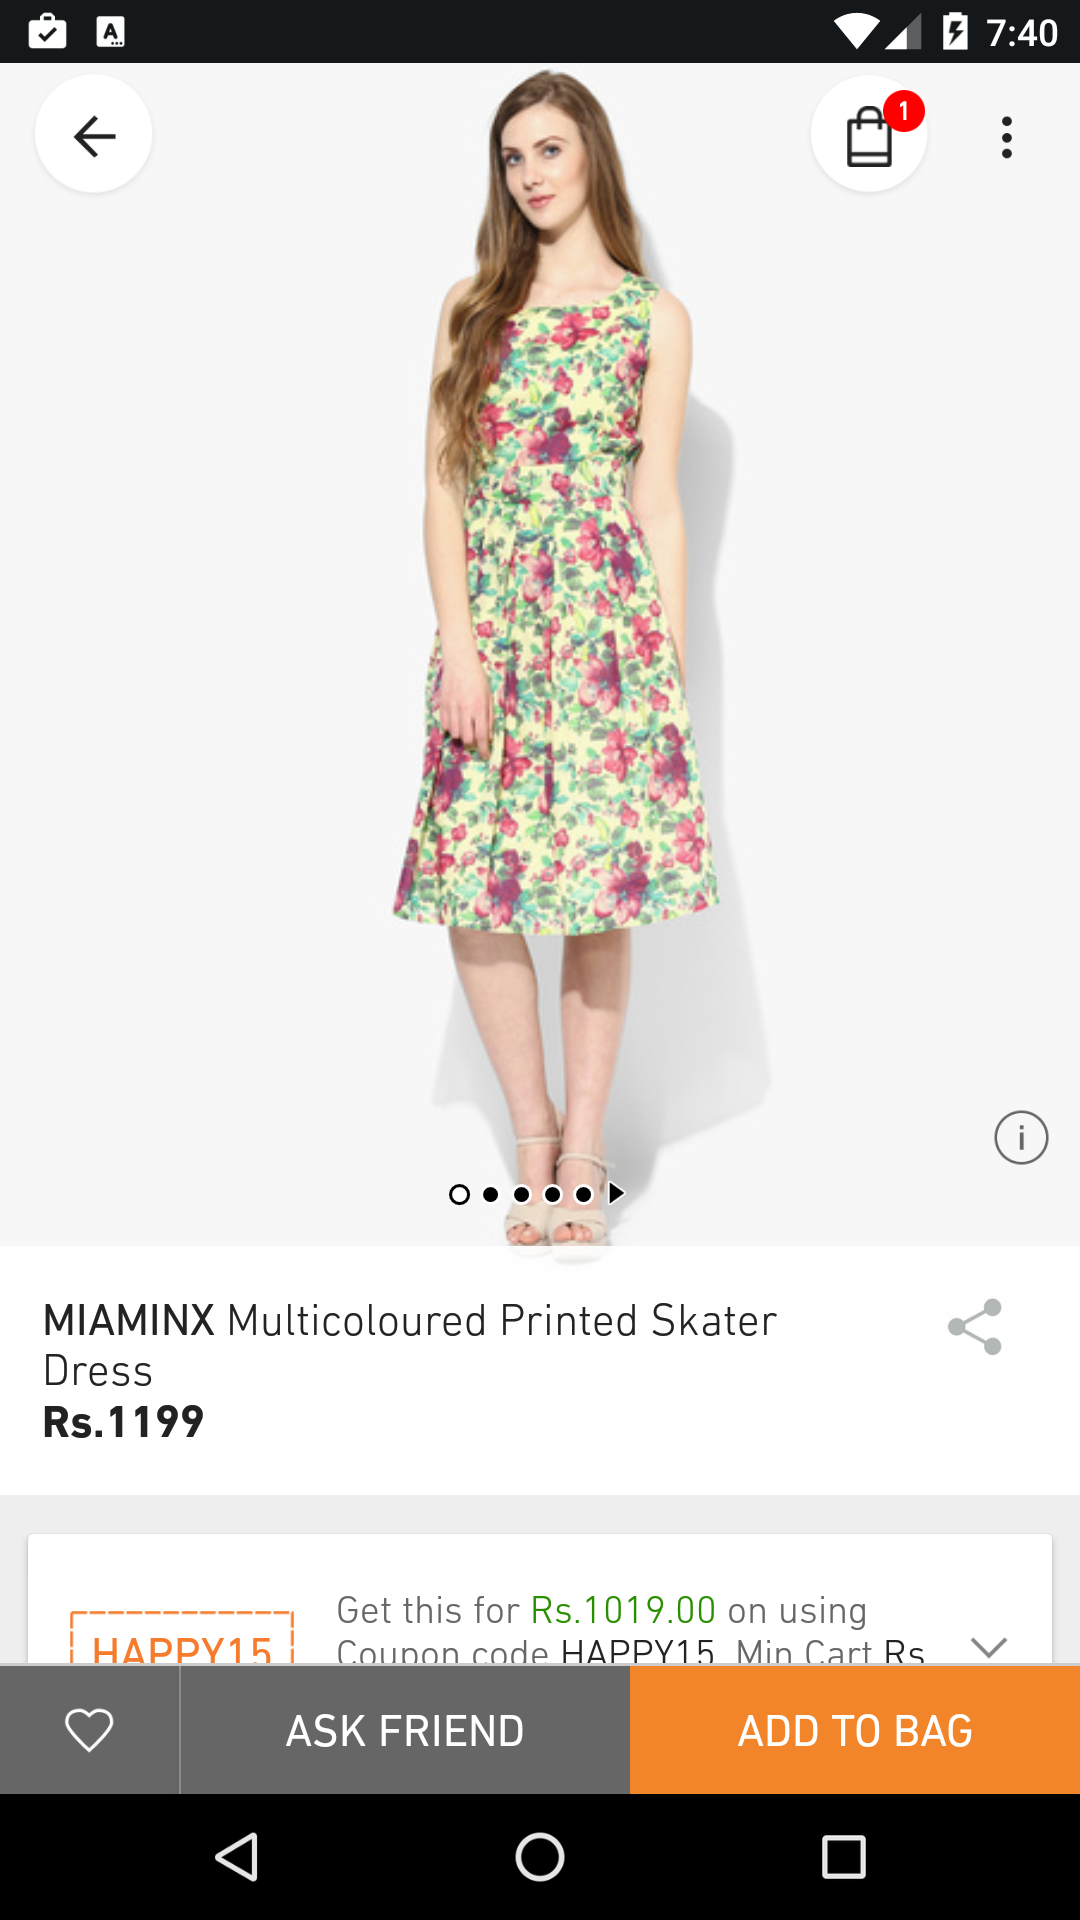 7:40
1
MIAMINX Multicoloured Printed Skater
Dress
Rs.1199
Get this for Rs.1019.00 on using
HAPPY15
Coupon code HAPPY15 Min Cart Rs
ASK FRIEND
ADD TO BAG